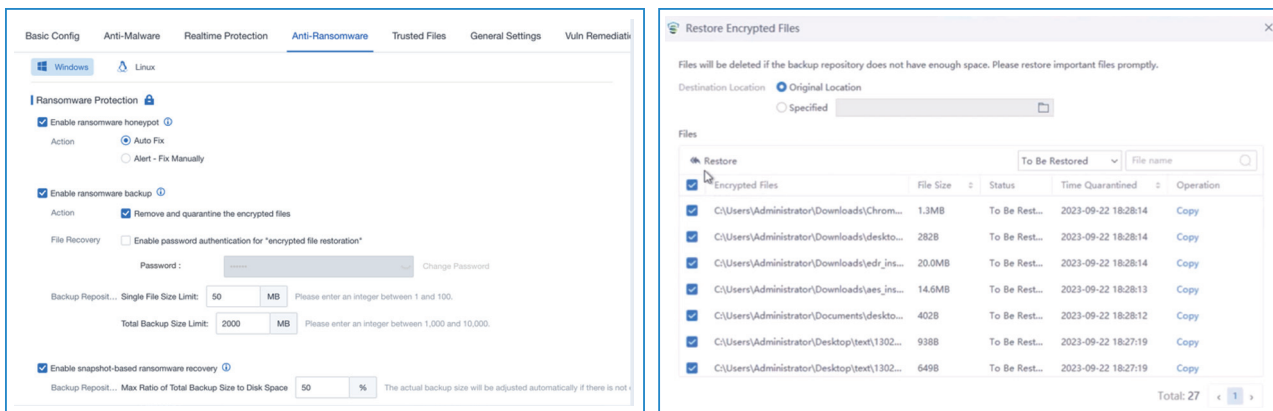 Basic Config Anti-Malware Realtime Protection Anti-Ransomware Trusted Files General Settings Vuln Remediati
Windows Linux
Ransomware Protection
Enable ransomware honeypot
Action Auto Fix
Alert - Fix Manually
Enable ransomware backup
Action Remove and quarantine the encrypted files
File Recovery Enable password authentication for "encrypted file restoration"
Password : Change Password
Backup Reposit... Single File Size Limit: 50 MB Please enter an integer between 1 and 100.
Total Backup Size Limit: 2000 MB Please enter an integer between 1,000 and 10,000.
Enable snapshot-based ransomware recovery
Backup Reposit... Max Ratio of Total Backup Size to Disk Space 50 % The actual backup size will be adjusted automatically if there is not
Restore Encrypted Files
Files will be deleted if the backup repository does not have enough space. Please restore important files promptly.
Destination Location Original Location
Specified
Files
Restore To Be Restored File name
Encrypted Files File Size Status Time Quarantined Operation
C:\Users\Administrator\Downloads\Chrom... 1.3MB To Be Rest... 2023-09-22 18:28:14 Copy
C:\Users\Administrator\Downloads\deskto... 282B To Be Rest... 2023-09-22 18:28:14 Copy
C:\Users\Administrator\Downloads\edr_ins... 20.0MB To Be Rest... 2023-09-22 18:28:14 Copy
C:\Users\Administrator\Downloads\aes_ins... 14.6MB To Be Rest... 2023-09-22 18:28:13 Copy
C:\Users\Administrator\Documents\deskto... 402B To Be Rest... 2023-09-22 18:28:12 Copy
C:\Users\Administrator\Desktop\text\1302... 938B To Be Rest... 2023-09-22 18:27:19 Copy
C:\Users\Administrator\Desktop\text\1302... 649B To Be Rest... 2023-09-22 18:27:19 Copy
Total: 27 1